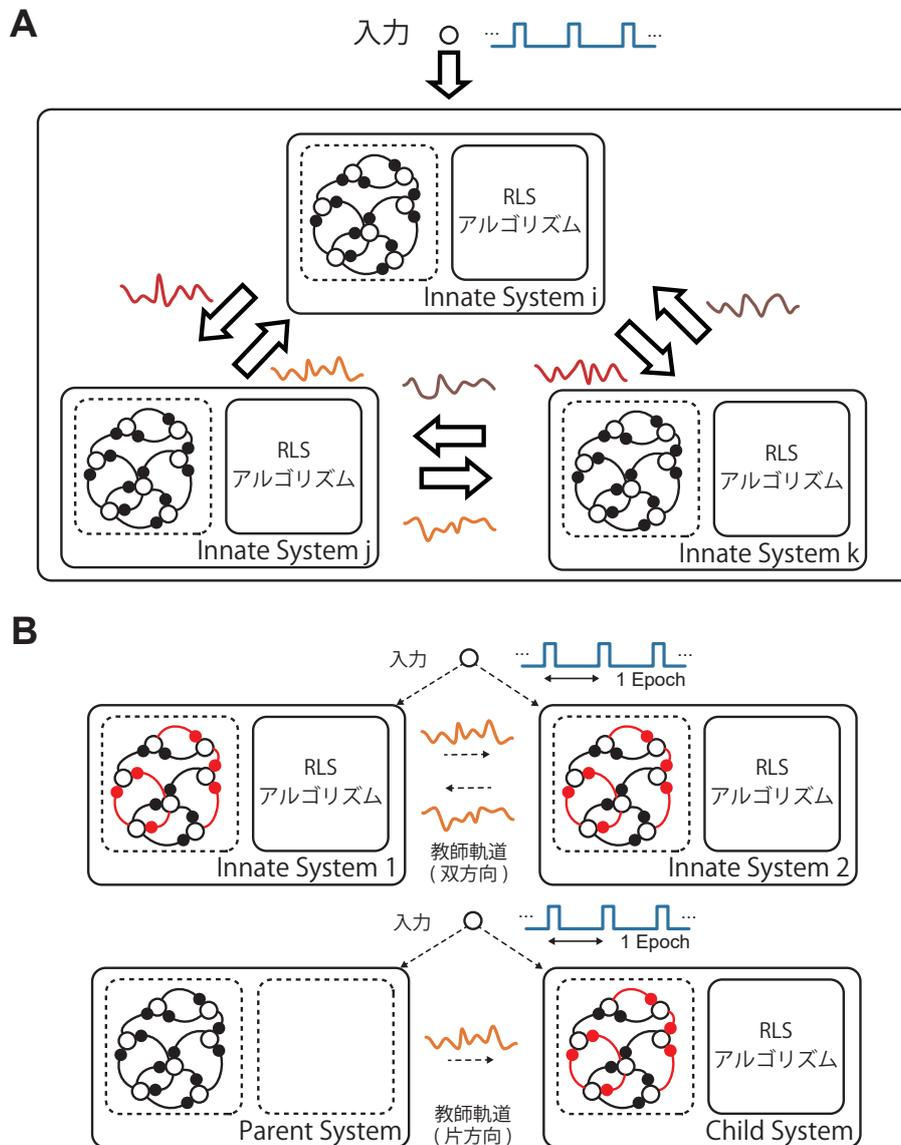 A
入力
...
...
RLS
アルゴリズム
Innate System i
RLS
アルゴリズム
Innate System j
RLS
アルゴリズム
Innate System k
B
入力
...
...
1 Epoch
RLS
アルゴリズム
Innate System 1
教師軌道
(双方向)
RLS
アルゴリズム
Innate System 2
入力
...
...
1 Epoch
Parent System
教師軌道
(片方向)
RLS
アルゴリズム
Child System